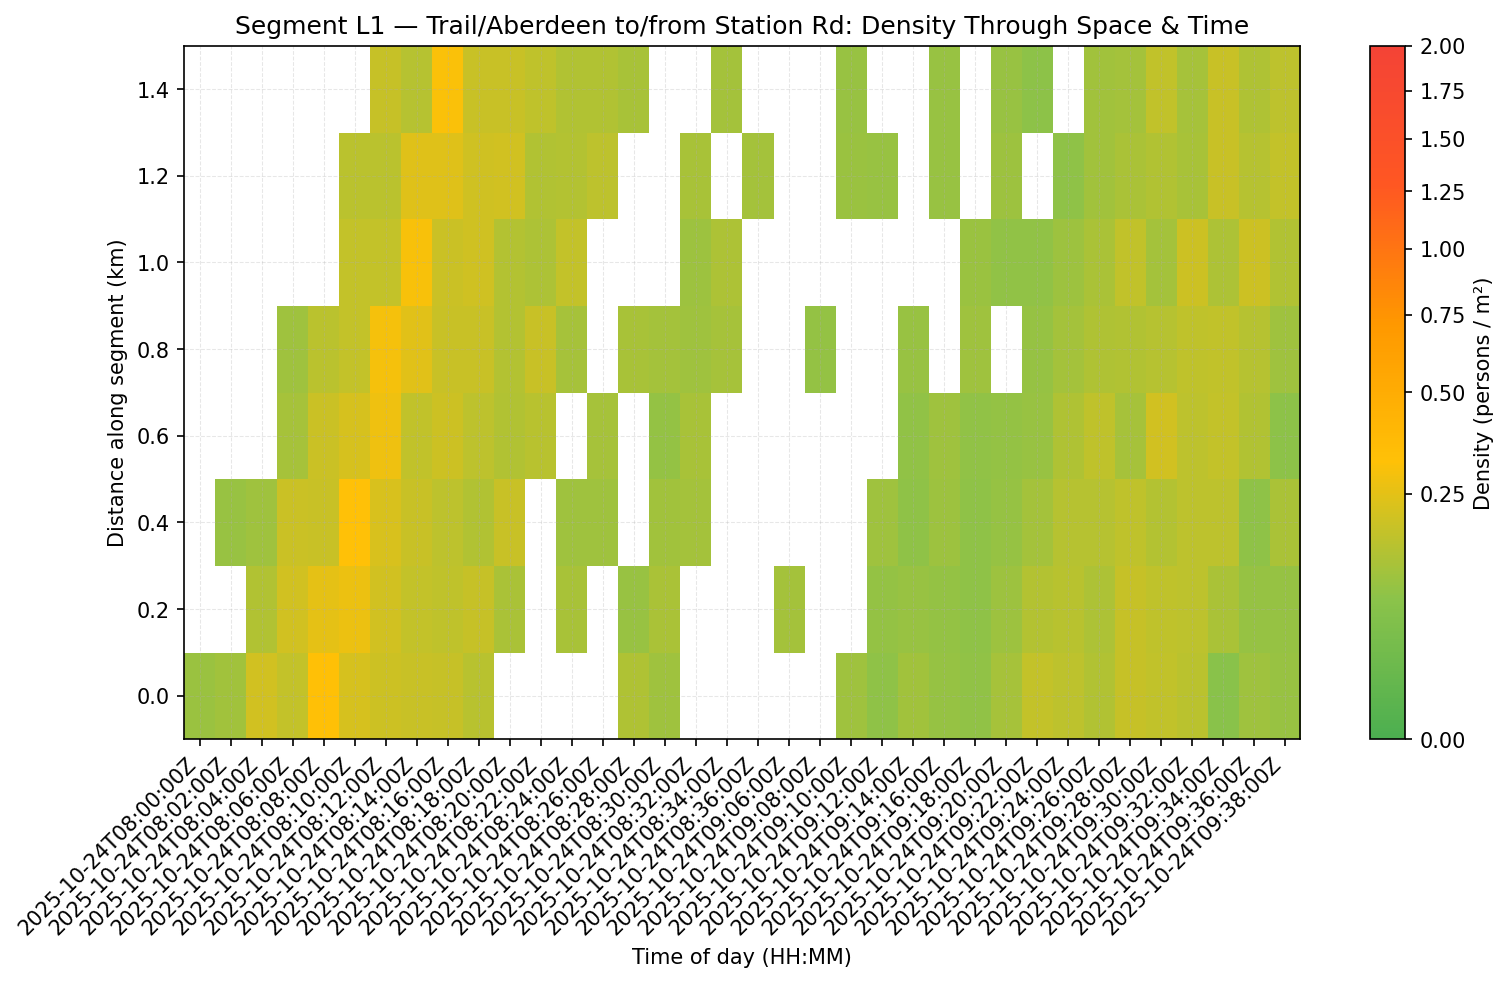 Segment L1 — Trail/Aberdeen to/from Station Rd: Density Through Space & Time
Distance along segment (km)
1.4
1.2
1.0
0.8
0.6
0.4
0.2
0.0
2025-10-24T08:00:00Z
2025-10-24T08:02:00Z
2025-10-24T08:04:00Z
2025-10-24T08:06:00Z
2025-10-24T08:08:00Z
2025-10-24T08:10:00Z
2025-10-24T08:12:00Z
2025-10-24T08:14:00Z
2025-10-24T08:16:00Z
2025-10-24T08:18:00Z
2025-10-24T08:20:00Z
2025-10-24T08:22:00Z
2025-10-24T08:24:00Z
2025-10-24T08:26:00Z
2025-10-24T08:28:00Z
2025-10-24T08:30:00Z
2025-10-24T08:32:00Z
2025-10-24T08:34:00Z
2025-10-24T08:36:00Z
2025-10-24T09:06:00Z
2025-10-24T09:08:00Z
2025-10-24T09:10:00Z
2025-10-24T09:12:00Z
2025-10-24T09:14:00Z
2025-10-24T09:16:00Z
2025-10-24T09:18:00Z
2025-10-24T09:20:00Z
2025-10-24T09:22:00Z
2025-10-24T09:24:00Z
2025-10-24T09:26:00Z
2025-10-24T09:28:00Z
2025-10-24T09:30:00Z
2025-10-24T09:32:00Z
2025-10-24T09:34:00Z
2025-10-24T09:36:00Z
2025-10-24T09:38:00Z
Time of day (HH:MM)
2.00
1.75
1.50
1.25
1.00
0.75
0.50
0.25
0.00
Density (persons / m²)